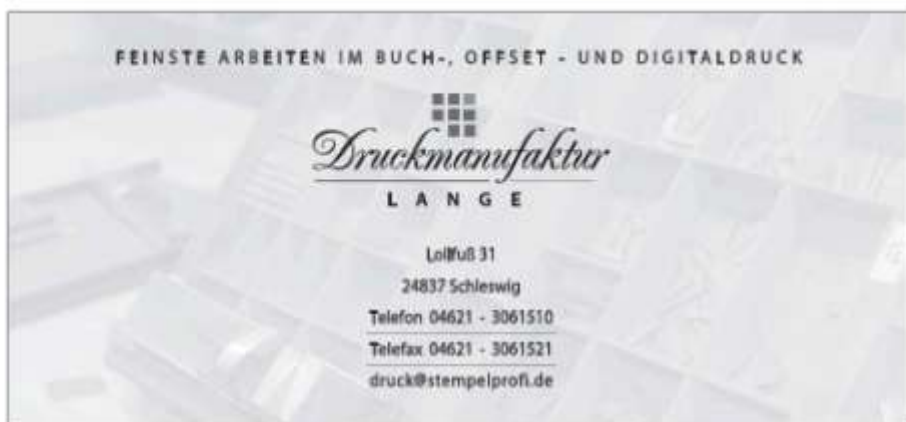 FEINSTE ARBEITEN IM BUCH-, OFFSET - UND DIGITALDRUCK
Druckmanufaktur
LANGE
Lollfuß 31
24837 Schleswig
Telefon 04621 - 3061510
Telefax 04621 - 3061521
druck@stempelprofi.de